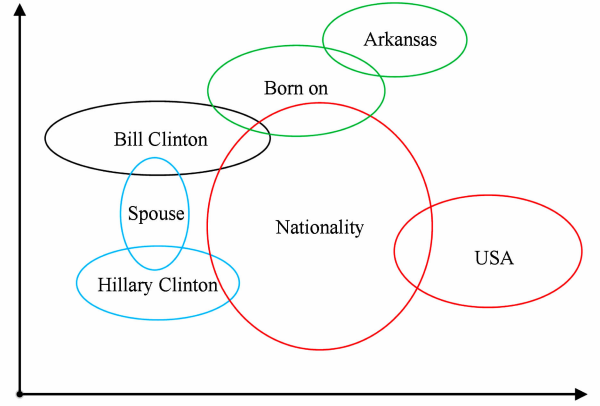 Arkansas
Born on
Bill Clinton
Spouse
Nationality
USA
Hillary Clinton